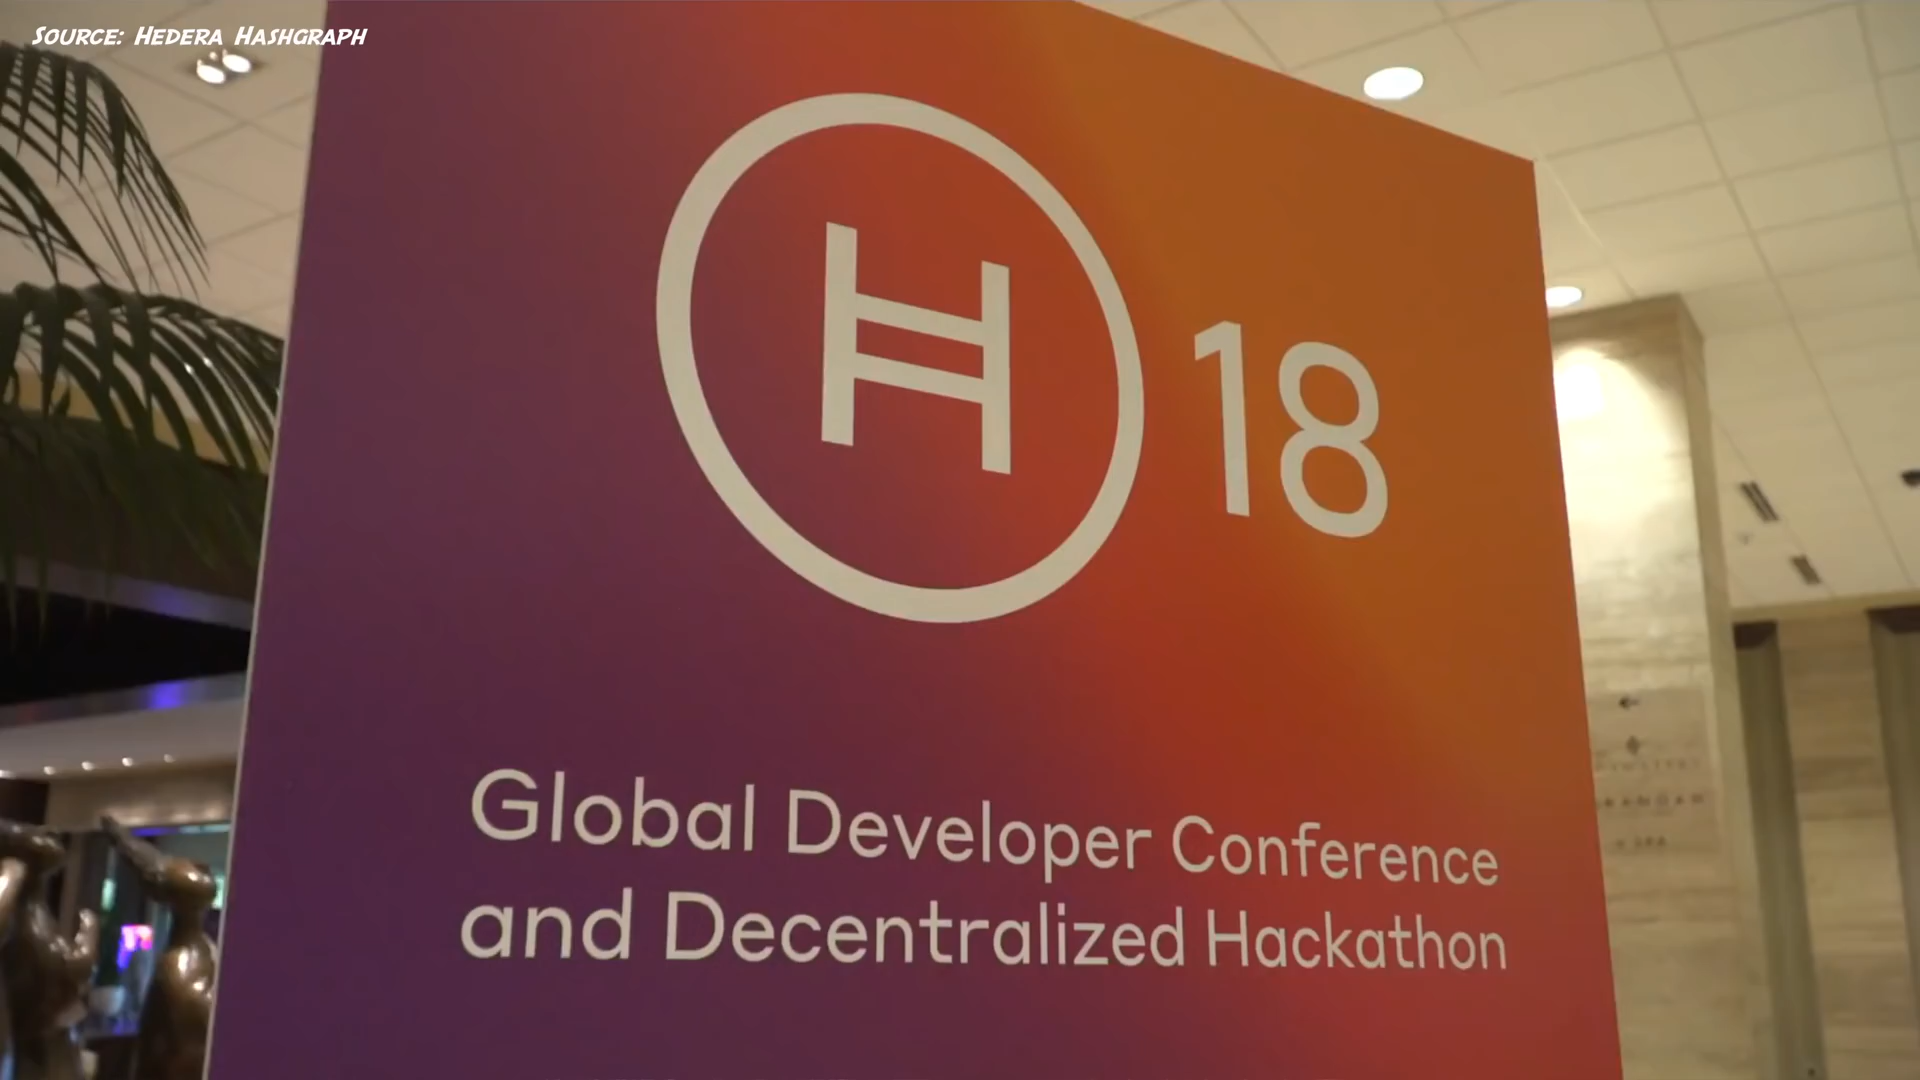 Source: Hedera Hashgraph
H 18
Global Developer Conference
and Decentralized Hackathon